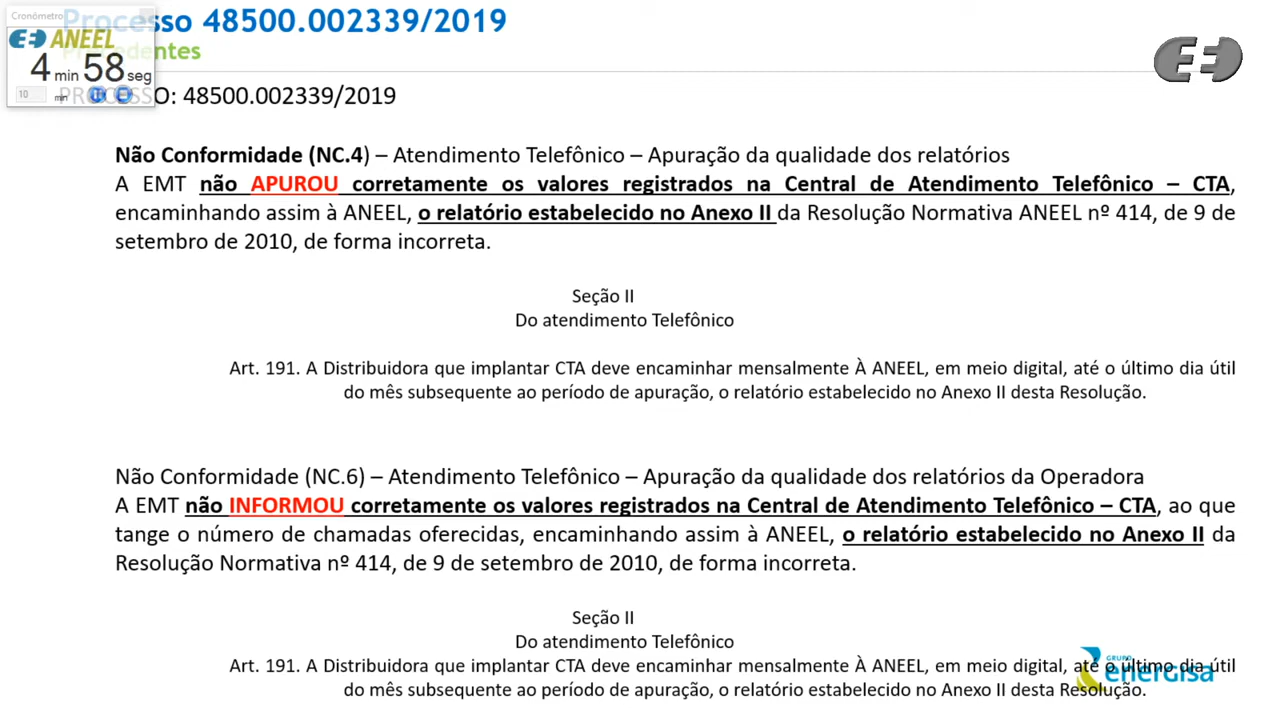 Cronômetro
Processo 48500.002339/2019
ANEEL
4 min 58 seg
10 min
PROCESSO: 48500.002339/2019
Não Conformidade (NC.4) – Atendimento Telefônico – Apuração da qualidade dos relatórios
A EMT não APUROU corretamente os valores registrados na Central de Atendimento Telefônico – CTA,
encaminhando assim à ANEEL, o relatório estabelecido no Anexo II da Resolução Normativa ANEEL nº 414, de 9 de
setembro de 2010, de forma incorreta.
Seção II
Do atendimento Telefônico
Art. 191. A Distribuidora que implantar CTA deve encaminhar mensalmente À ANEEL, em meio digital, até o último dia útil
do mês subsequente ao período de apuração, o relatório estabelecido no Anexo II desta Resolução.
Não Conformidade (NC.6) – Atendimento Telefônico – Apuração da qualidade dos relatórios da Operadora
A EMT não INFORMOU corretamente os valores registrados na Central de Atendimento Telefônico – CTA, ao que
tange o número de chamadas oferecidas, encaminhando assim à ANEEL, o relatório estabelecido no Anexo II da
Resolução Normativa nº 414, de 9 de setembro de 2010, de forma incorreta.
Seção II
Do atendimento Telefônico
Art. 191. A Distribuidora que implantar CTA deve encaminhar mensalmente À ANEEL, em meio digital, até o último dia útil
do mês subsequente ao período de apuração, o relatório estabelecido no Anexo II desta Resolução.
GRUPO
energisa